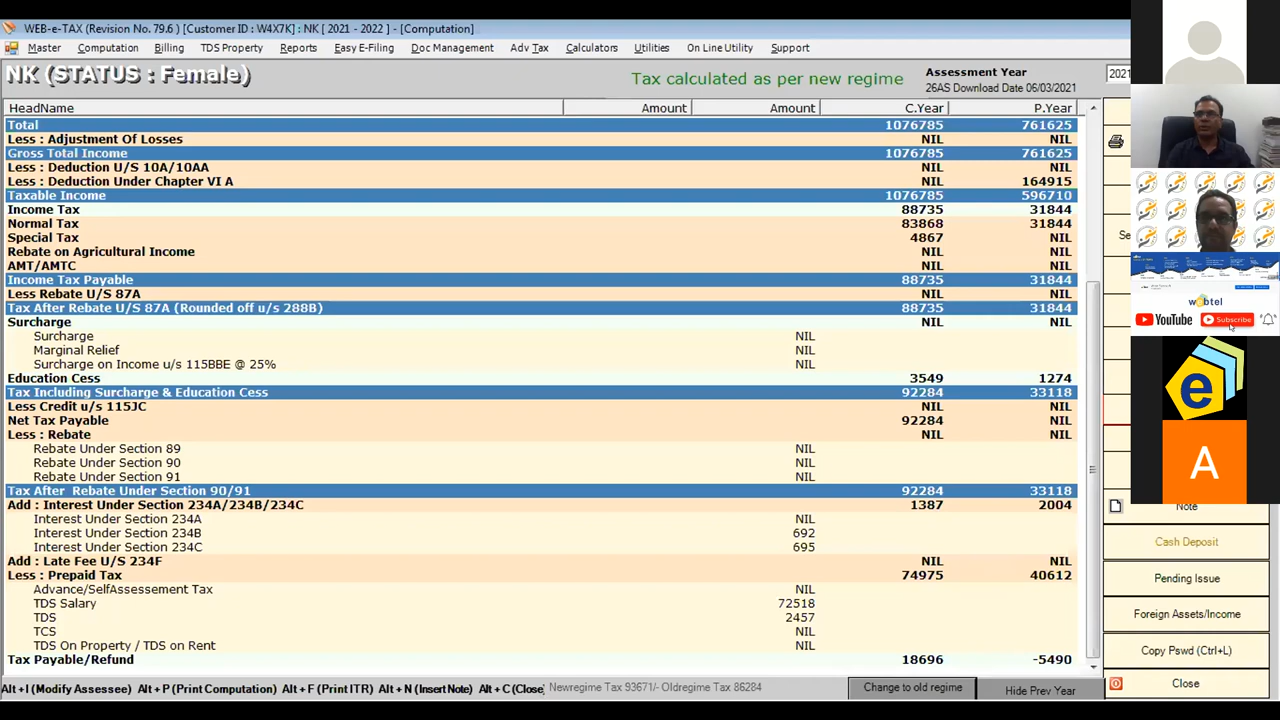 WEB-e-TAX (Revision No. 79.6 ) [Customer ID : W4X7K] : NK [ 2021 - 2022 ] - [Computation]
Master Computation Billing TDS Property Reports Easy E-Filing Doc Management Adv Tax Calculators Utilities On Line Utility Support
NK (STATUS : Female) Tax calculated as per new regime Assessment Year 2021
26AS Download Date 06/03/2021
HeadName Amount Amount C.Year P.Year
Total 1076785 761625
Less : Adjustment Of Losses NIL NIL
Gross Total Income 1076785 761625
Less : Deduction U/S 10A/10AA NIL NIL
Less : Deduction Under Chapter VI A NIL 164915
Taxable Income 1076785 596710
Income Tax 88735 31844
Normal Tax 83868 31844
Special Tax 4867 NIL
Rebate on Agricultural Income NIL NIL
AMT/AMTC NIL NIL
Income Tax Payable 88735 31844
Less Rebate U/S 87A NIL NIL
Tax After Rebate U/S 87A (Rounded off u/s 288B) 88735 31844
Surcharge NIL NIL
Surcharge NIL
Marginal Relief NIL
Surcharge on Income u/s 115BBE @ 25% NIL
Education Cess 3549 1274
Tax Including Surcharge & Education Cess 92284 33118
Less Credit u/s 115JC NIL NIL
Net Tax Payable 92284 NIL
Less : Rebate NIL NIL
Rebate Under Section 89 NIL
Rebate Under Section 90 NIL
Rebate Under Section 91 NIL
Tax After Rebate Under Section 90/91 92284 33118
Add : Interest Under Section 234A/234B/234C 1387 2004
Interest Under Section 234A NIL
Interest Under Section 234B 692
Interest Under Section 234C 695
Add : Late Fee U/S 234F NIL NIL
Less : Prepaid Tax 74975 40612
Advance/SelfAssessement Tax NIL
TDS Salary 72518
TDS 2457
TCS NIL
TDS On Property / TDS on Rent NIL
Tax Payable/Refund 18696 -5490
Alt +I (Modify Assessee) Alt + P (Print Computation) Alt + F (Print ITR) Alt + N (Insert Note) Alt + C (Close) Newregime Tax 93671/- Oldregime Tax 86284 Change to old regime Hide Prev Year
Se
Note
Cash Deposit
Pending Issue
Foreign Assets/Income
Copy Pswd (Ctrl+L)
Close
webtel
YouTube Subscribe
e
A